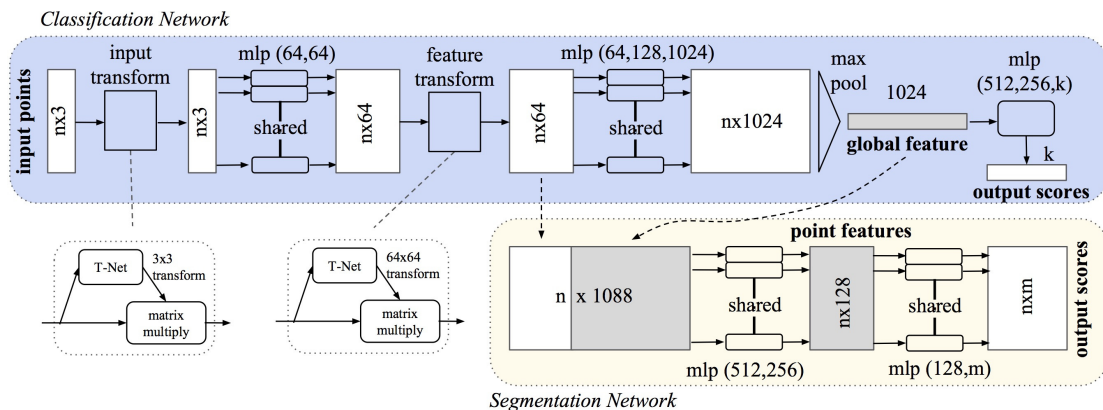 Classification Network
input points
nx3
input
transform
nx3
mlp (64,64)
shared
nx64
feature
transform
nx64
mlp (64,128,1024)
shared
nx1024
max
pool
1024
global feature
mlp
(512,256,k)
k
output scores
T-Net
3x3
transform
matrix
multiply
T-Net
64x64
transform
matrix
multiply
point features
n x 1088
shared
mlp (512,256)
nx128
shared
mlp (128,m)
nxm
output scores
Segmentation Network